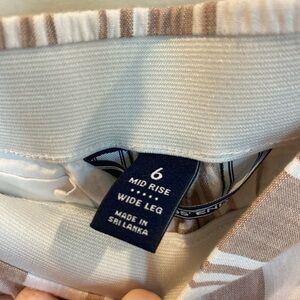 6
MID RISE
WIDE LEG
MADE IN
SRI LANKA